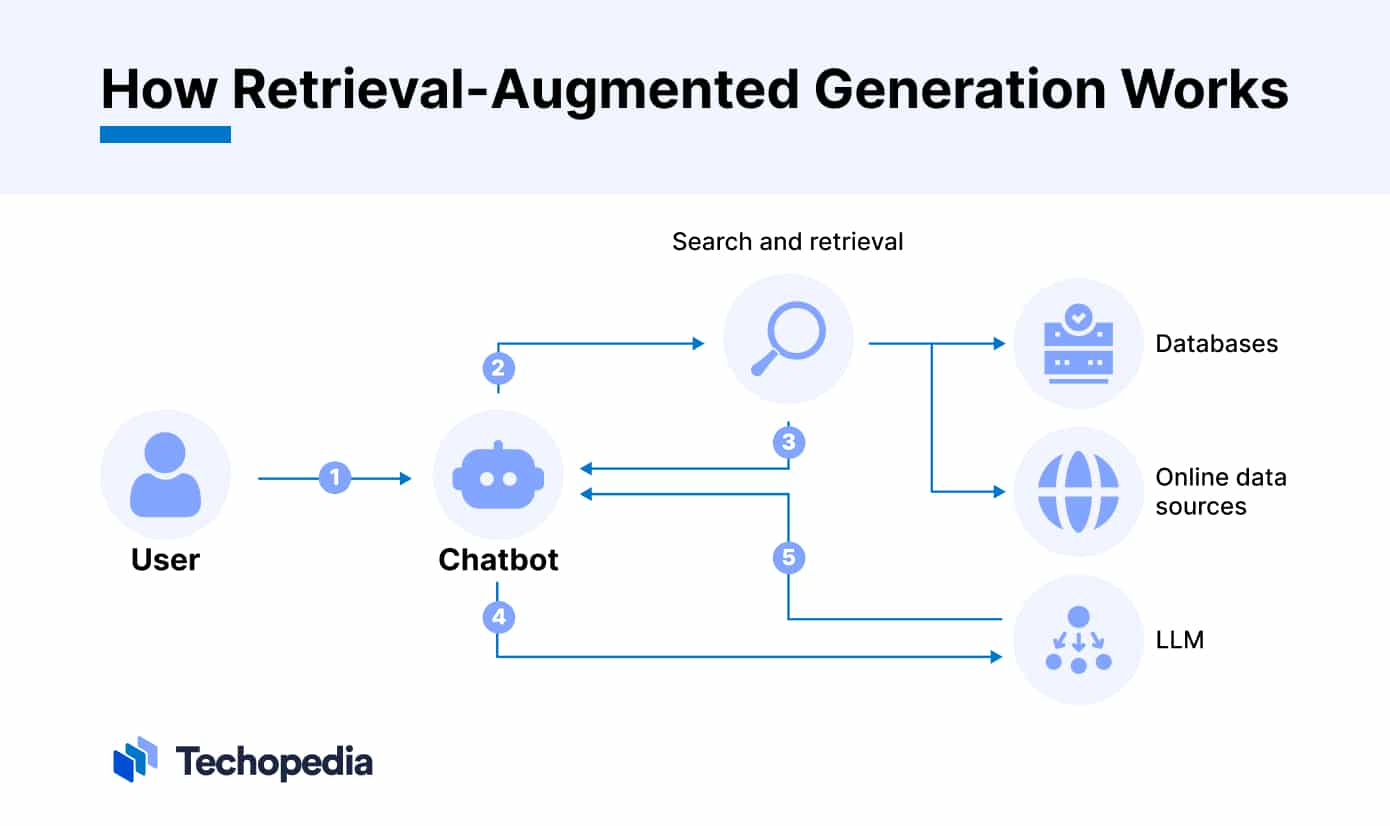 How Retrieval-Augmented Generation Works
Search and retrieval
Databases
2
3
1
Online data
sources
User
Chatbot
5
4
LLM
Techopedia